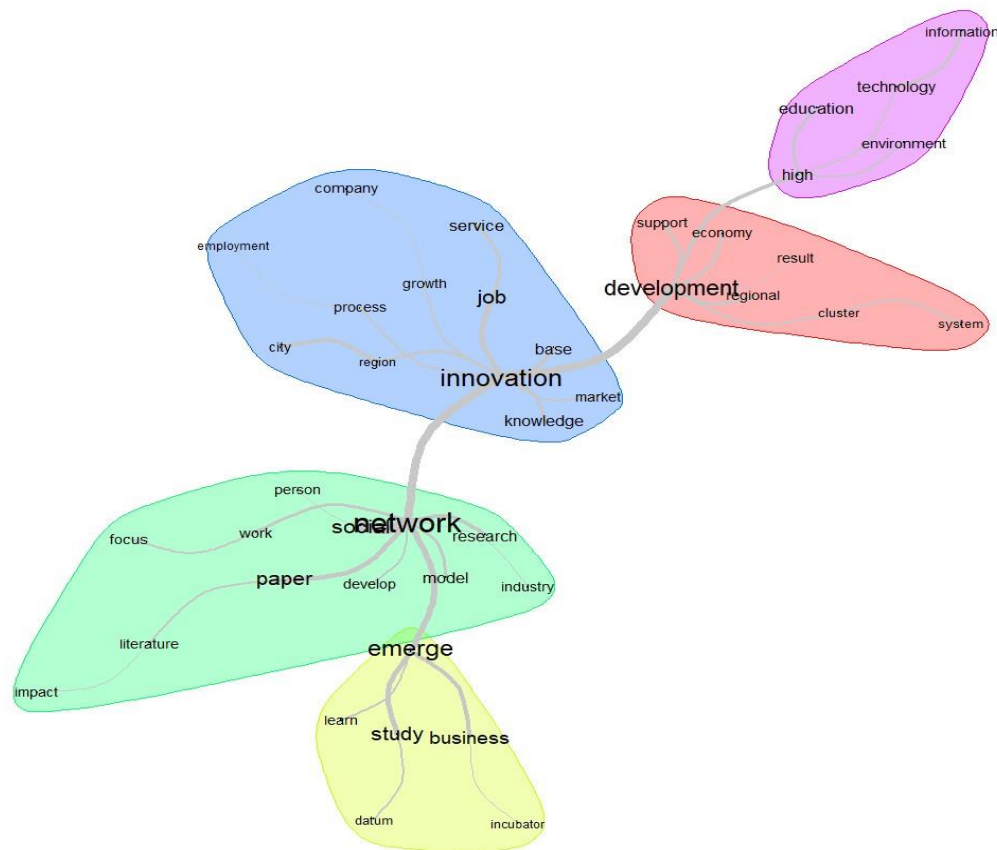 information
technology
education
environment
high
support
economy
result
development
regional
cluster
system
company
service
employment
growth
job
process
city
region
base
innovation
market
knowledge
person
social
network
focus
work
research
paper
develop
model
industry
literature
impact
emerge
learn
study
business
datum
incubator